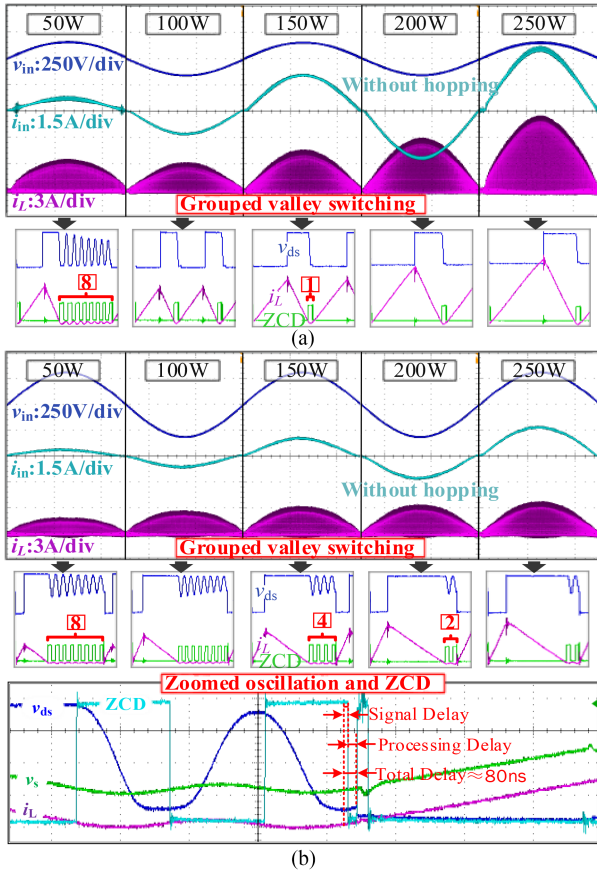 50W 100W 150W 200W 250W
vin:250V/div
Without hopping
iin:1.5A/div
iL:3A/div
Grouped valley switching
8
vds
iL
1
ZCD
(a)
50W 100W 150W 200W 250W
vin:250V/div
iin:1.5A/div
Without hopping
iL:3A/div
Grouped valley switching
vds
8 4 2
iL
ZCD
Zoomed oscillation and ZCD
vds ZCD
Signal Delay
Processing Delay
vs
Total Delay≈80ns
iL
(b)